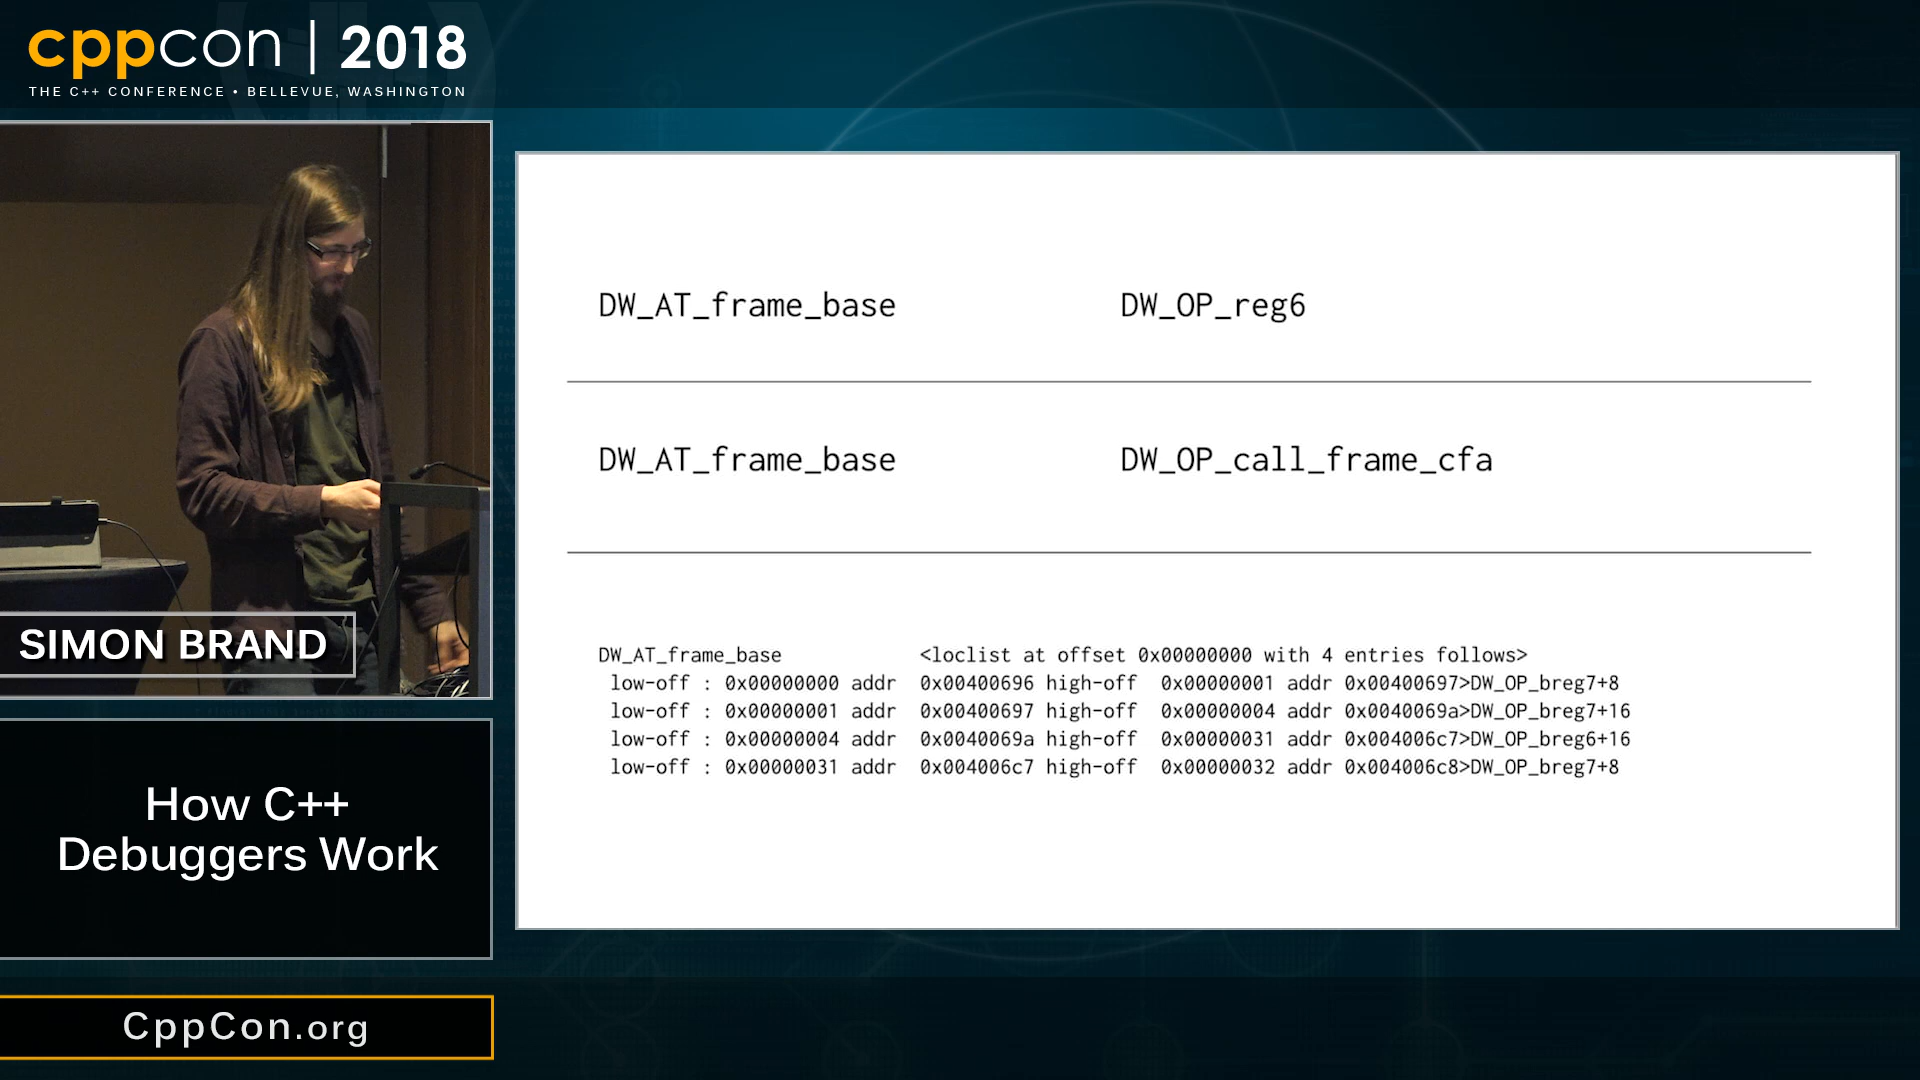 cppcon | 2018
THE C++ CONFERENCE • BELLEVUE, WASHINGTON
SIMON BRAND
How C++
Debuggers Work
CppCon.org
DW_AT_frame_base DW_OP_reg6
DW_AT_frame_base DW_OP_call_frame_cfa
DW_AT_frame_base <loclist at offset 0x00000000 with 4 entries follows>
low-off : 0x00000000 addr 0x00400696 high-off 0x00000001 addr 0x00400697>DW_OP_breg7+8
low-off : 0x00000001 addr 0x00400697 high-off 0x00000004 addr 0x0040069a>DW_OP_breg7+16
low-off : 0x00000004 addr 0x0040069a high-off 0x00000031 addr 0x004006c7>DW_OP_breg6+16
low-off : 0x00000031 addr 0x004006c7 high-off 0x00000032 addr 0x004006c8>DW_OP_breg7+8